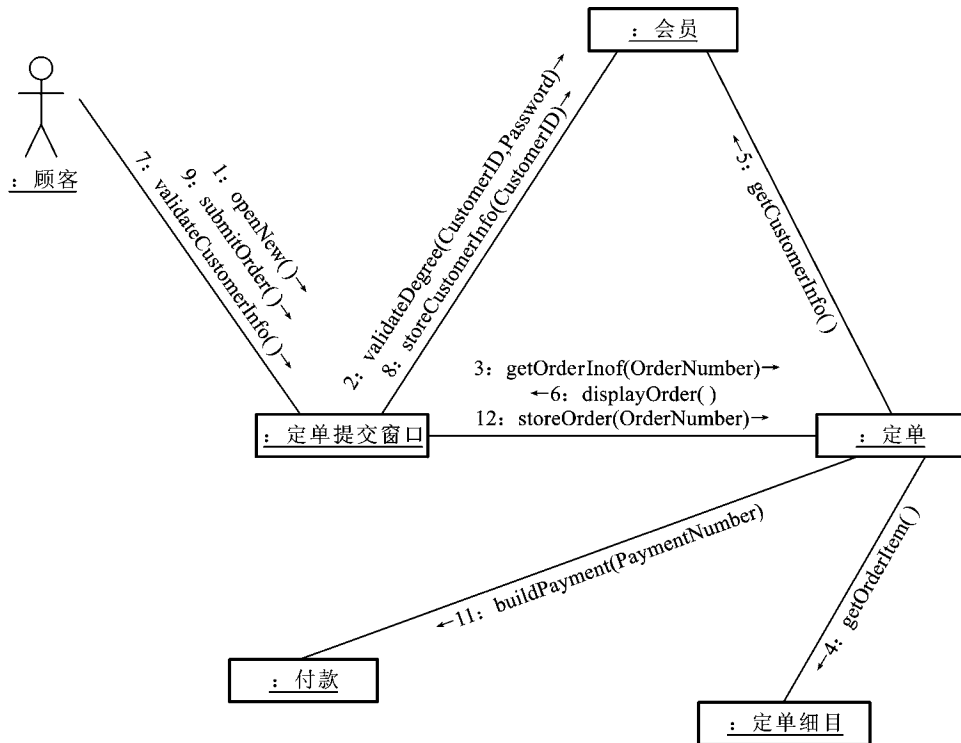 ：会员
：顾客
1：openNew()→
9：submitOrder()→
7：validateCustomerInfo()→
2：validateDegree(CustomerID,Password)→
8：storeCustomerInfo(CustomerID)→
←5：getCustomerInfo()
3：getOrderInof(OrderNumber)→
←6：displayOrder( )
12：storeOrder(OrderNumber)→
：定单提交窗口
：定单
←11：buildPayment(PaymentNumber)
←4：getOrderItem()
：付款
：定单细目